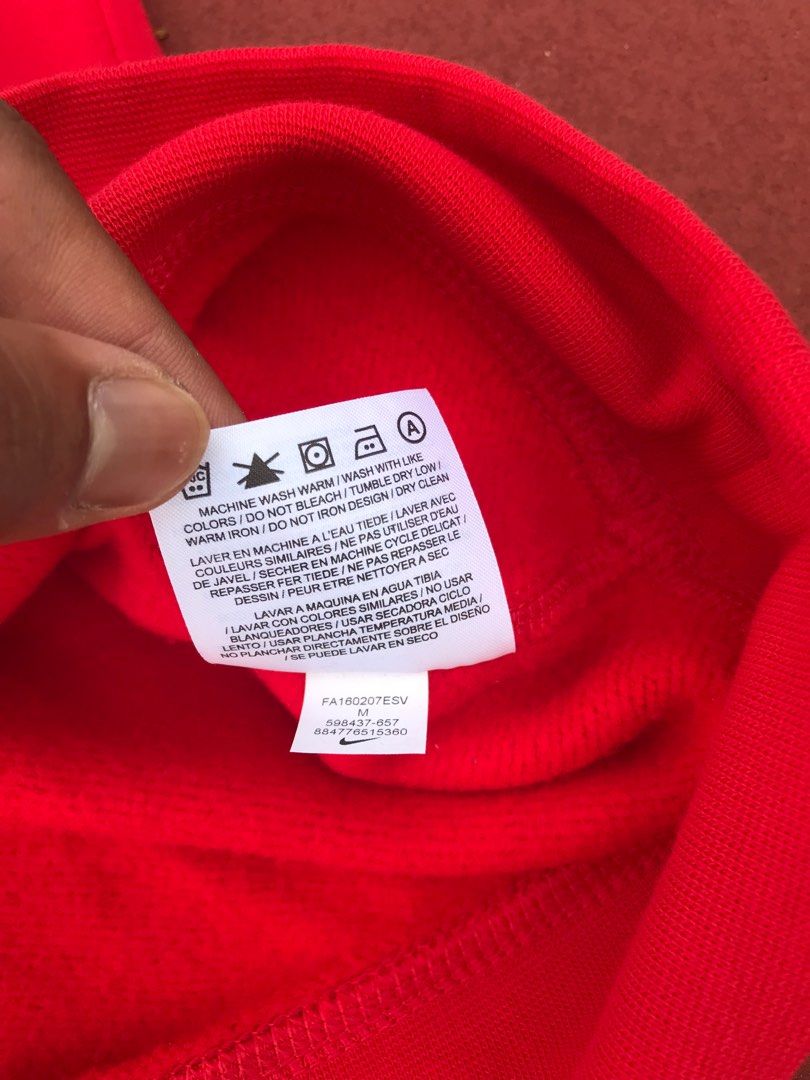 A
MACHINE WASH WARM / WASH WITH LIKE
COLORS / DO NOT BLEACH / TUMBLE DRY LOW /
WARM IRON / DO NOT IRON DESIGN / DRY CLEAN
LAVER EN MACHINE A L'EAU TIEDE / LAVER AVEC
COULEURS SIMILAIRES / NE PAS UTILISER D'EAU
DE JAVEL / SECHER EN MACHINE CYCLE DELICAT /
REPASSER FER TIEDE / NE PAS REPASSER LE
DESSIN / PEUR ETRE NETTOYER A SEC
LAVAR A MAQUINA EN AGUA TIBIA
/ LAVAR CON COLORES SIMILARES / NO USAR
BLANQUEADORES / USAR SECADORA CICLO
LENTO / USAR PLANCHA TEMPERATURA MEDIA /
NO PLANCHAR DIRECTAMENTE SOBRE EL DISEÑO
/ SE PUEDE LAVAR EN SECO
FA160207ESV
M
598437-657
884776515360